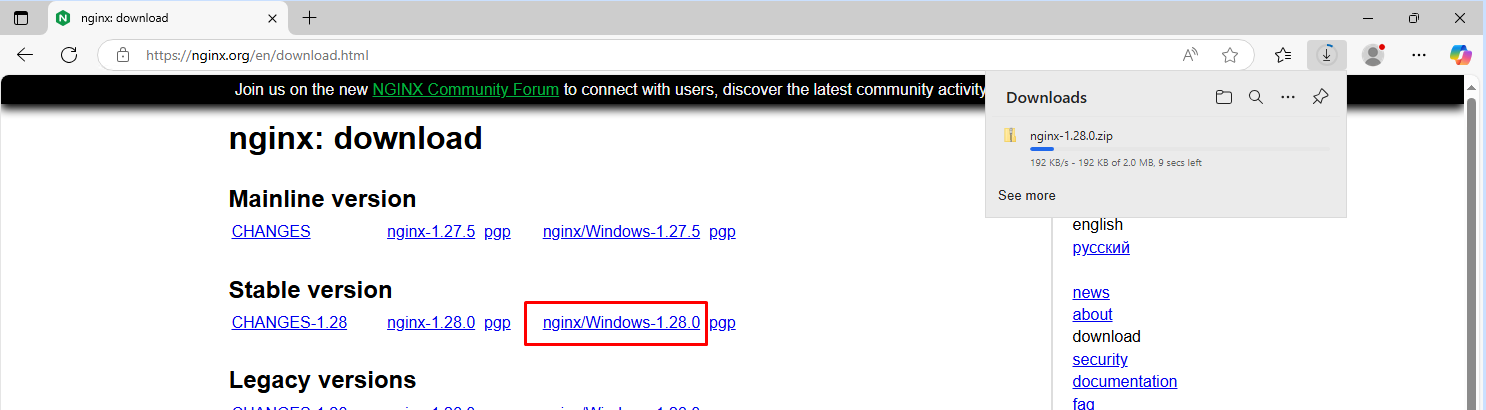 nginx: download
https://nginx.org/en/download.html
Join us on the new NGINX Community Forum to connect with users, discover the latest community activity
Downloads
nginx-1.28.0.zip
192 KB/s - 192 KB of 2.0 MB, 9 secs left
See more
nginx: download
Mainline version
CHANGES nginx-1.27.5 pgp nginx/Windows-1.27.5 pgp
Stable version
CHANGES-1.28 nginx-1.28.0 pgp nginx/Windows-1.28.0 pgp
Legacy versions
english
русский
news
about
download
security
documentation
faq